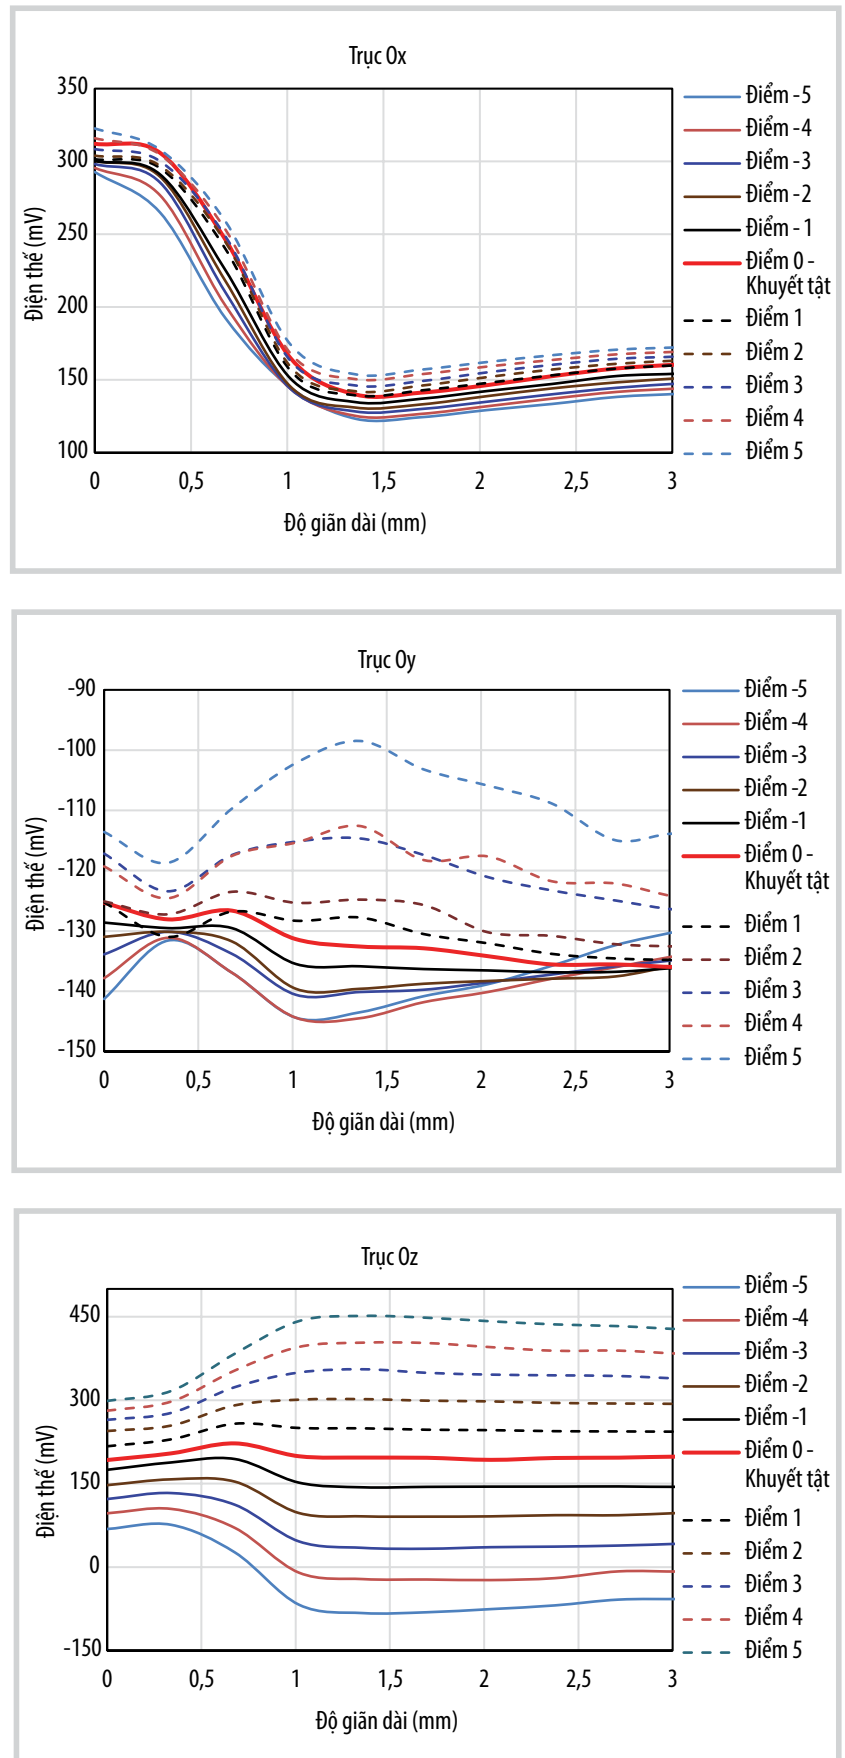 Trục Ox
350
300
250
200
150
100
Điện thế (mV)
0 0,5 1 1,5 2 2,5 3
Độ giãn dài (mm)
Điểm -5
Điểm -4
Điểm -3
Điểm -2
Điểm -1
Điểm 0 -
Khuyết tật
Điểm 1
Điểm 2
Điểm 3
Điểm 4
Điểm 5
Trục Oy
-90
-100
-110
-120
-130
-140
-150
Điện thế (mV)
0 0,5 1 1,5 2 2,5 3
Độ giãn dài (mm)
Điểm -5
Điểm -4
Điểm -3
Điểm -2
Điểm -1
Điểm 0 -
Khuyết tật
Điểm 1
Điểm 2
Điểm 3
Điểm 4
Điểm 5
Trục Oz
450
300
150
0
-150
Điện thế (mV)
0 0,5 1 1,5 2 2,5 3
Độ giãn dài (mm)
Điểm -5
Điểm -4
Điểm -3
Điểm -2
Điểm -1
Điểm 0 -
Khuyết tật
Điểm 1
Điểm 2
Điểm 3
Điểm 4
Điểm 5